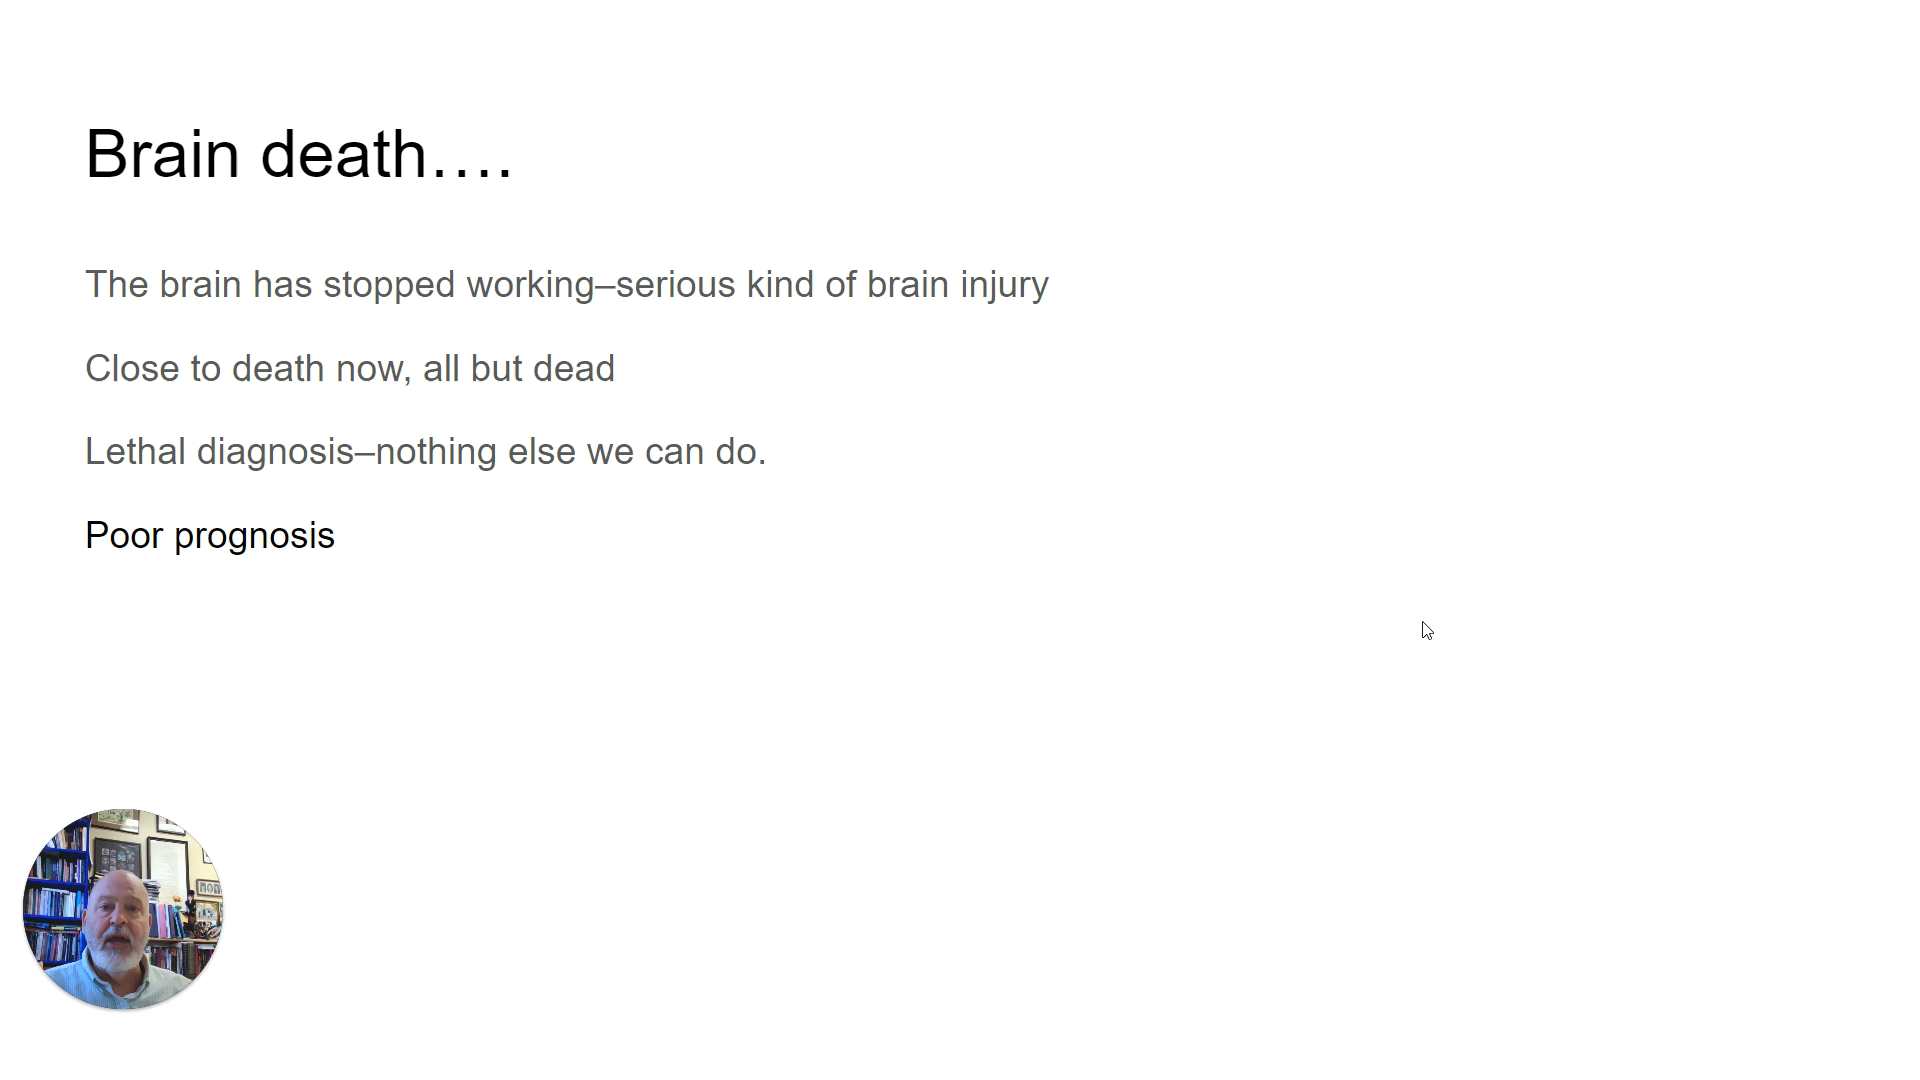 Brain death….
The brain has stopped working–serious kind of brain injury
Close to death now, all but dead
Lethal diagnosis–nothing else we can do.
Poor prognosis